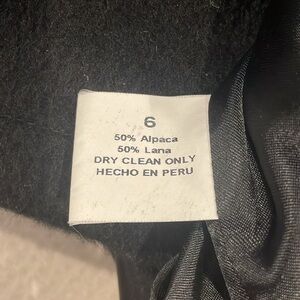 6
50% Alpaca
50% Lana
DRY CLEAN ONLY
HECHO EN PERU